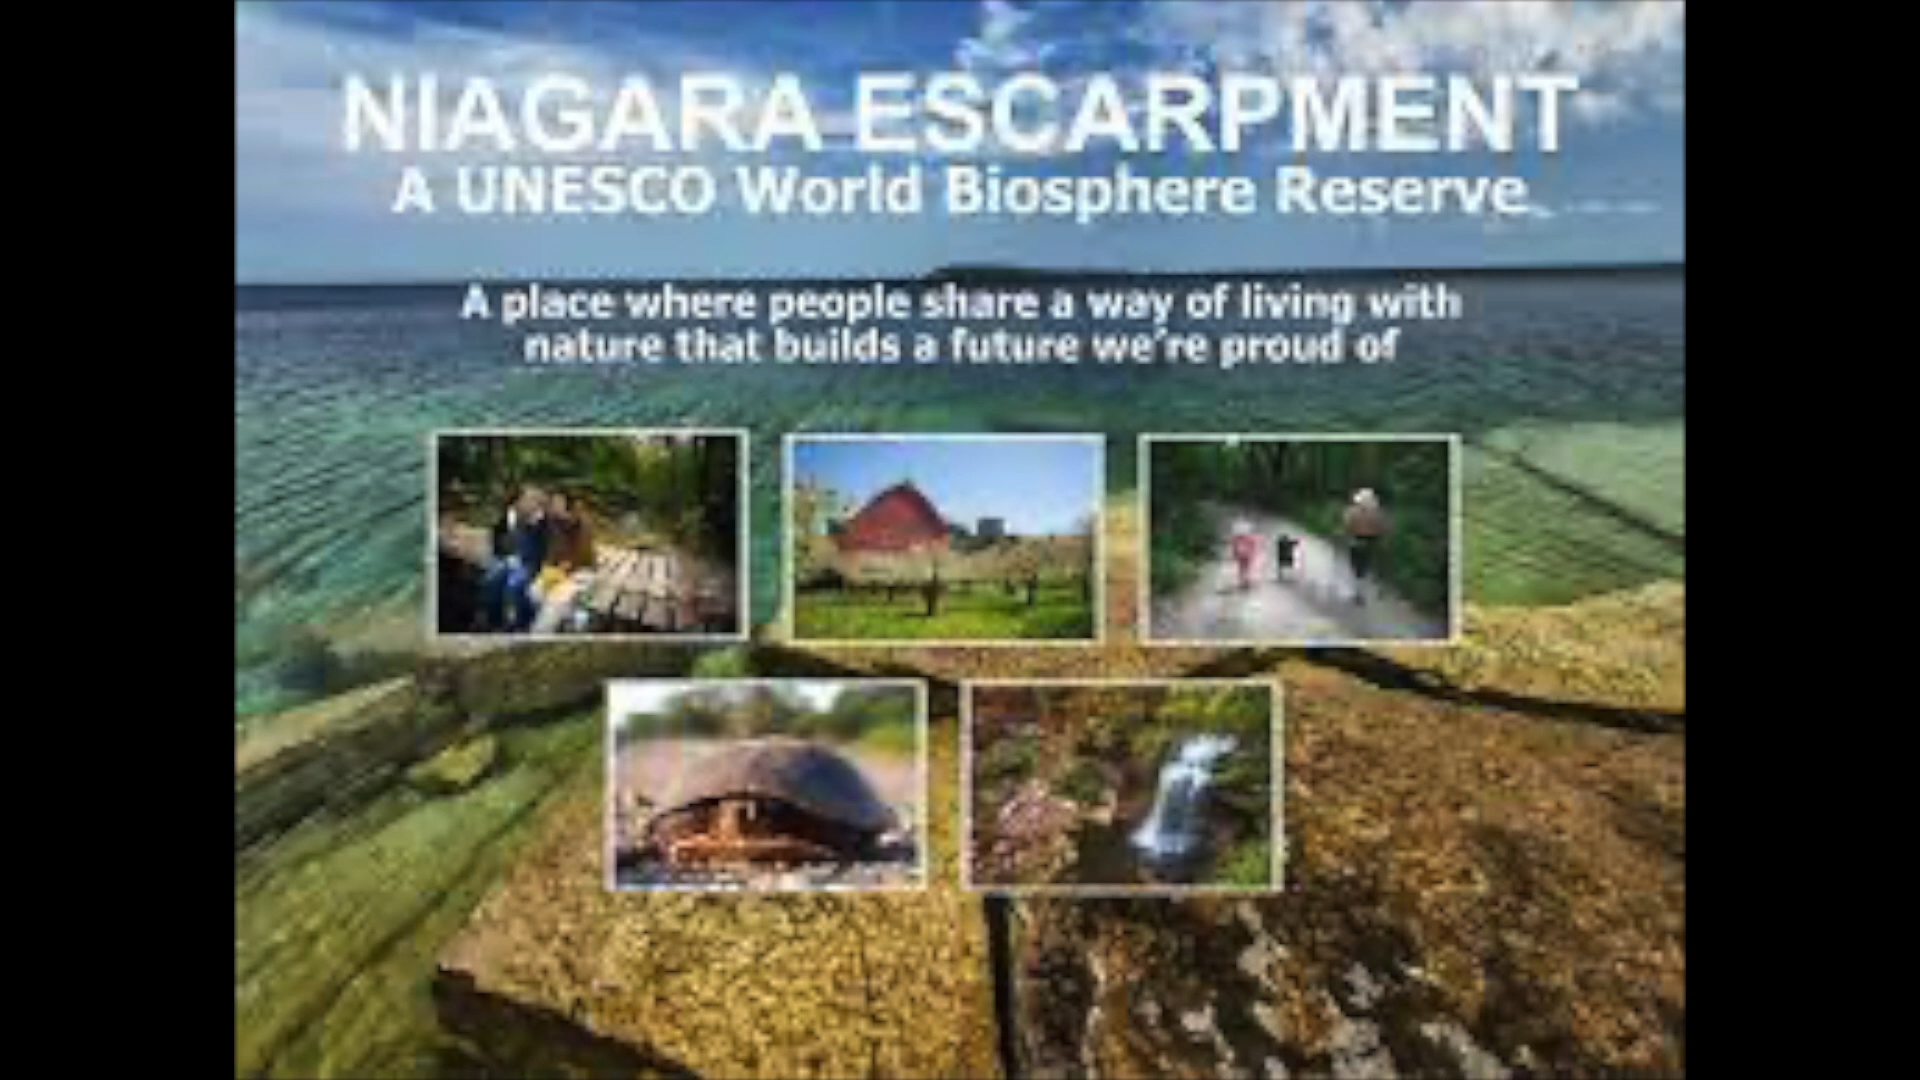 NIAGARA ESCARPMENT
A UNESCO World Biosphere Reserve
A place where people share a way of living with
nature that builds a future we're proud of